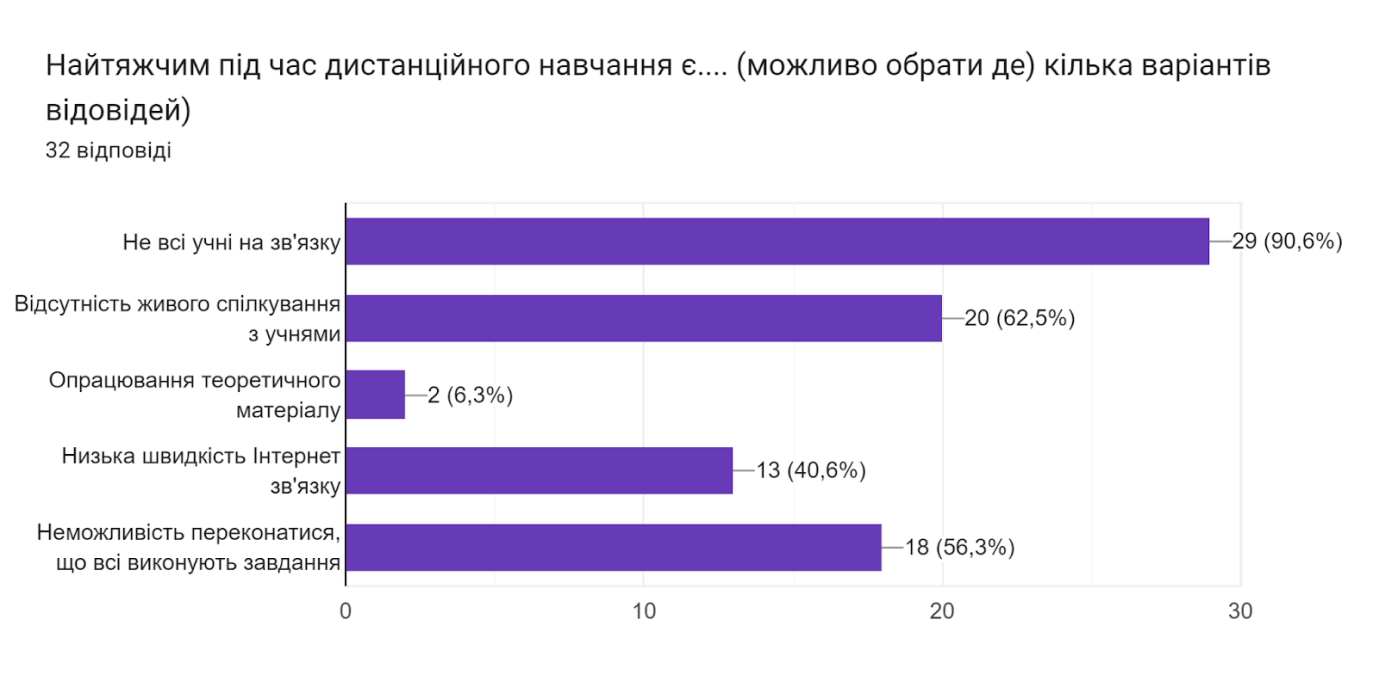 Найтяжчим під час дистанційного навчання є.... (можливо обрати де) кілька варіантів
відовідей)
32 відповіді
Не всі учні на зв'язку
29 (90,6%)
Відсутність живого спілкування
з учнями
20 (62,5%)
Опрацювання теоретичного
матеріалу
2 (6,3%)
Низька швидкість Інтернет
зв'язку
13 (40,6%)
Неможливість переконатися,
що всі виконують завдання
18 (56,3%)
0 10 20 30